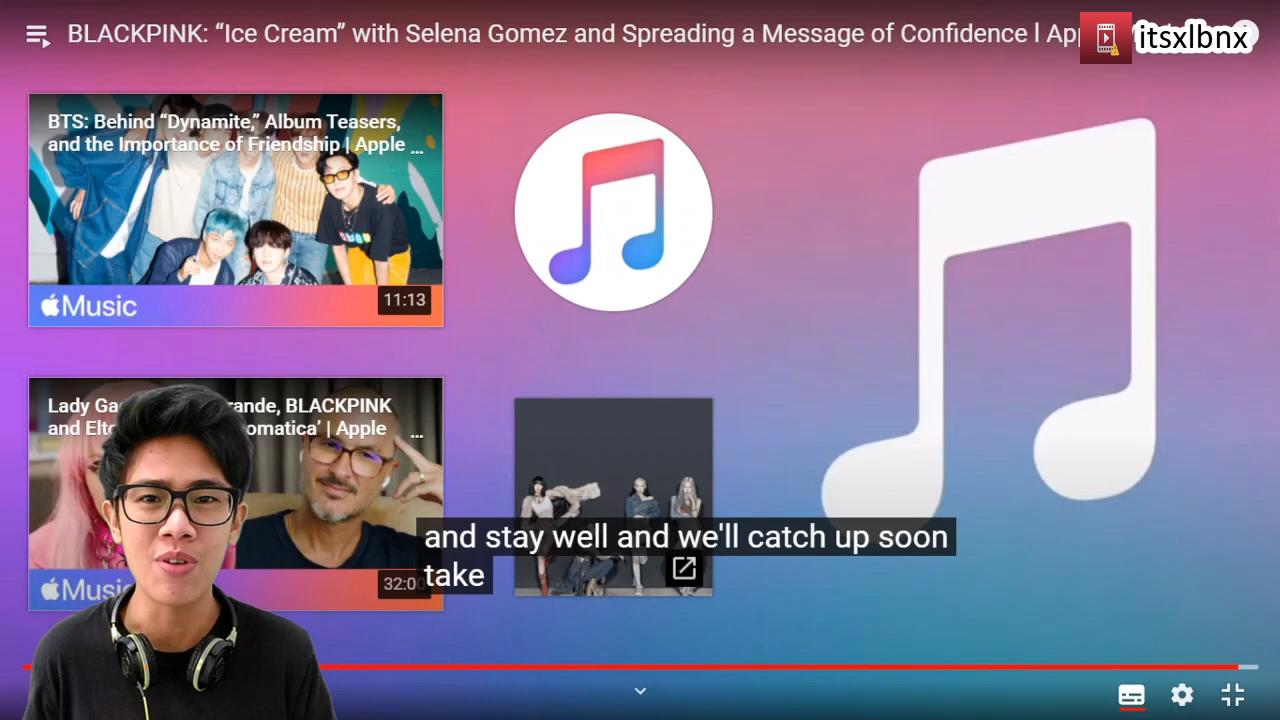 BLACKPINK: “Ice Cream” with Selena Gomez and Spreading a Message of Confidence l
itsxlbnx
BTS: Behind “Dynamite,” Album Teasers,
and the Importance of Friendship | Apple ...
Music
11:13
Lady Ga
rande, BLACKPINK
and Elt
omatica’ | Apple ...
Music
32:00
and stay well and we'll catch up soon
take